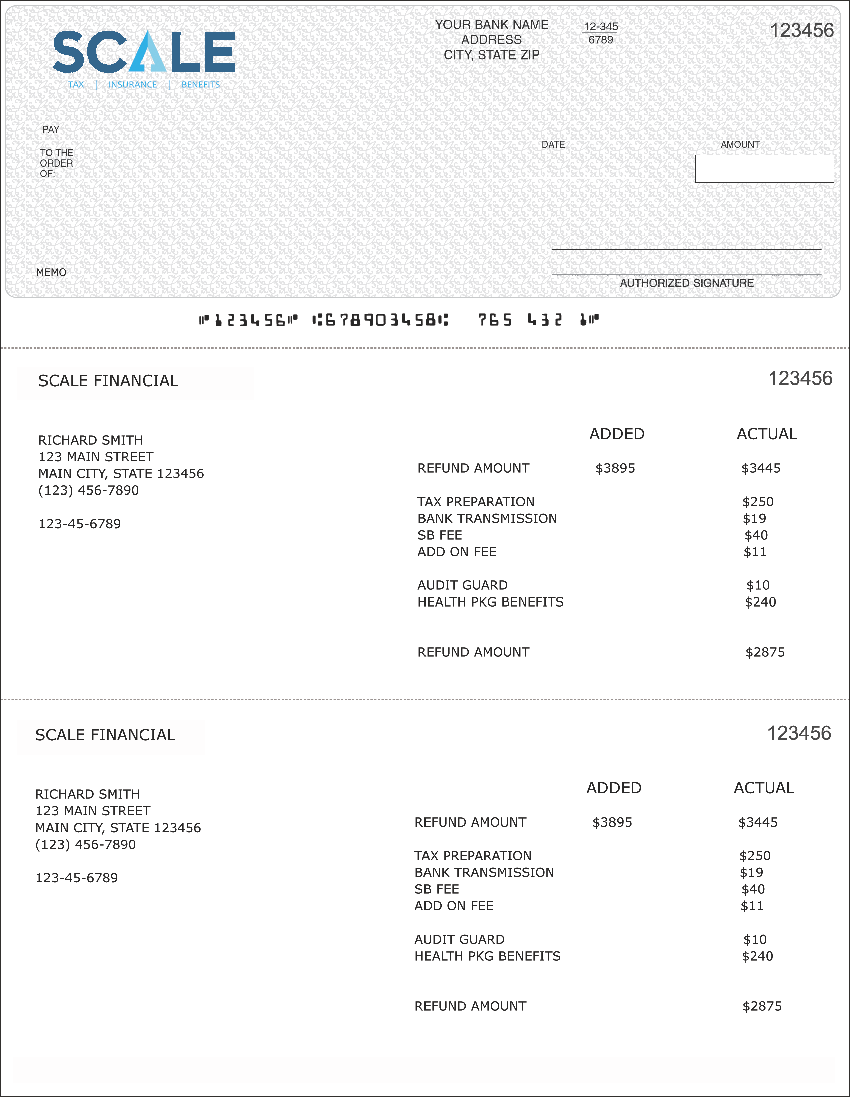 SCALE
TAX | INSURANCE | BENEFITS
YOUR BANK NAME
ADDRESS
CITY, STATE ZIP
12-345
6789
123456
PAY
TO THE
ORDER
OF:
DATE AMOUNT
MEMO
AUTHORIZED SIGNATURE
⑈123456⑈ ⑆678903458⑆ 765 432 1⑈
SCALE FINANCIAL 123456
RICHARD SMITH
123 MAIN STREET
MAIN CITY, STATE 123456
(123) 456-7890
123-45-6789
ADDED ACTUAL
REFUND AMOUNT $3895 $3445
TAX PREPARATION $250
BANK TRANSMISSION $19
SB FEE $40
ADD ON FEE $11
AUDIT GUARD $10
HEALTH PKG BENEFITS $240
REFUND AMOUNT $2875
SCALE FINANCIAL 123456
RICHARD SMITH
123 MAIN STREET
MAIN CITY, STATE 123456
(123) 456-7890
123-45-6789
ADDED ACTUAL
REFUND AMOUNT $3895 $3445
TAX PREPARATION $250
BANK TRANSMISSION $19
SB FEE $40
ADD ON FEE $11
AUDIT GUARD $10
HEALTH PKG BENEFITS $240
REFUND AMOUNT $2875